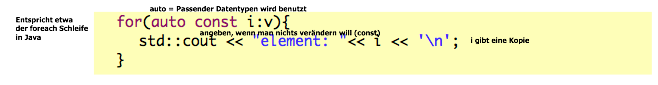 auto = Passender Datentypen wird benutzt
Entspricht etwa
der foreach Schleife
in Java
for(auto const i:v){
angeben, wenn man nichts verändern will (const)
std::cout << "element: "<< i << '\n';
i gibt eine Kopie
}